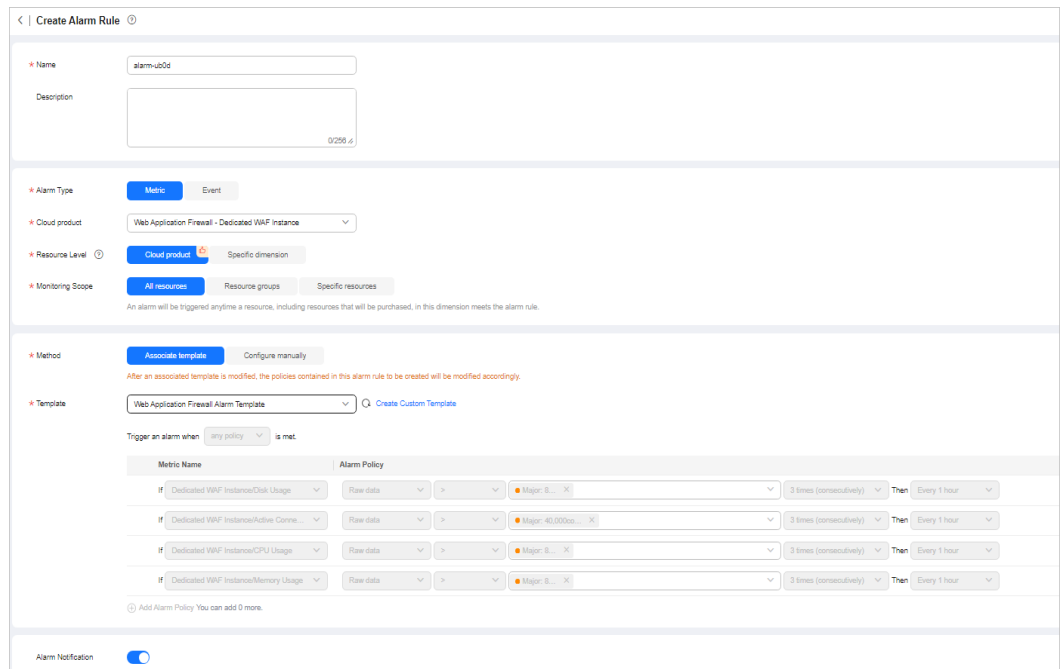 Create Alarm Rule
* Name alarm-ub0d
Description
0/256
* Alarm Type Metric Event
* Cloud product Web Application Firewall - Dedicated WAF Instance
* Resource Level Cloud product Specific dimension
* Monitoring Scope All resources Resource groups Specific resources
An alarm will be triggered anytime a resource, including resources that will be purchased, in this dimension meets the alarm rule.
* Method Associate template Configure manually
After an associated template is modified, the policies contained in this alarm rule to be created will be modified accordingly.
* Template Web Application Firewall Alarm Template Create Custom Template
Trigger an alarm when any policy is met.
Metric Name Alarm Policy
If Dedicated WAF Instance/Disk Usage Raw data > Major: 8... × 3 times (consecutively) Then Every 1 hour
If Dedicated WAF Instance/Active Conne... Raw data > Major: 40,000co... × 3 times (consecutively) Then Every 1 hour
If Dedicated WAF Instance/CPU Usage Raw data > Major: 8... × 3 times (consecutively) Then Every 1 hour
If Dedicated WAF Instance/Memory Usage Raw data > Major: 8... × 3 times (consecutively) Then Every 1 hour
Add Alarm Policy You can add 0 more.
Alarm Notification